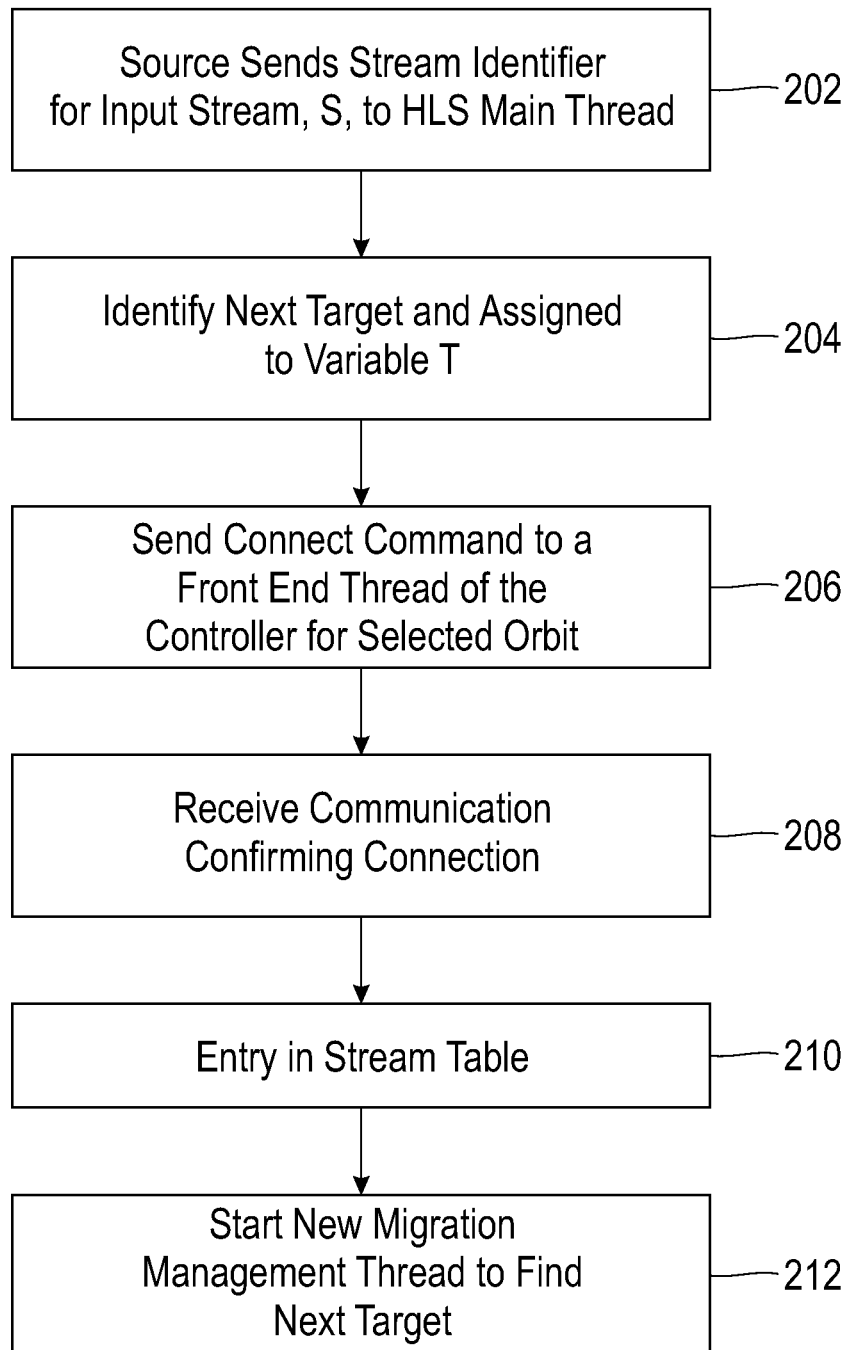 Source Sends Stream Identifier
for Input Stream, S, to HLS Main Thread
202
Identify Next Target and Assigned
to Variable T
204
Send Connect Command to a
Front End Thread of the
Controller for Selected Orbit
206
Receive Communication
Confirming Connection
208
Entry in Stream Table
210
Start New Migration
Management Thread to Find
Next Target
212